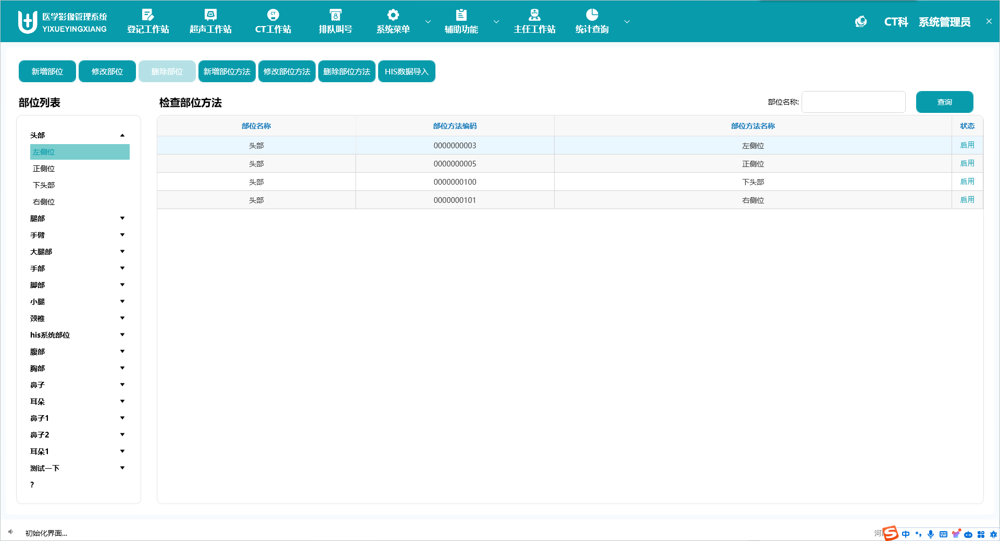 医学影像管理系统
YIXUEYINGXIANG
登记工作站
超声工作站
CT
CT工作站
8
排队叫号
系统菜单
辅助功能
主任工作站
统计查询
CT科
系统管理员
新增部位
修改部位
删除部位
新增部位方法
修改部位方法
删除部位方法
HIS数据导入
部位列表
检查部位方法
部位名称:
查询
头部
左侧位
正侧位
下头部
右侧位
腿部
手臂
大腿部
手部
脚部
小腿
颈椎
his系统部位
腹部
胸部
鼻子
耳朵
鼻子1
鼻子2
耳朵1
测试一下
?
部位名称 部位方法编码 部位方法名称 状态
头部 0000000003 左侧位 启用
头部 0000000005 正侧位 启用
头部 0000000100 下头部 启用
头部 0000000101 右侧位 启用
初始化界面...
河
S
中